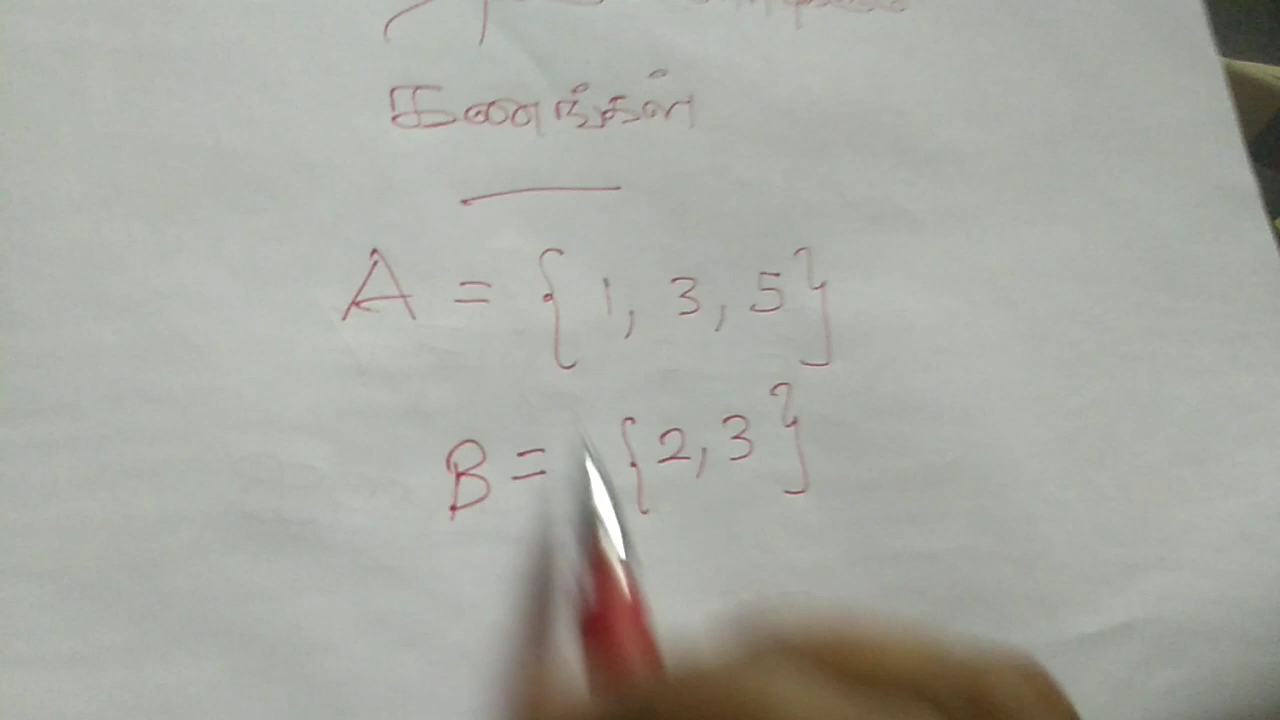 கணங்கள்
A = {1, 3, 5}
B = {2, 3}